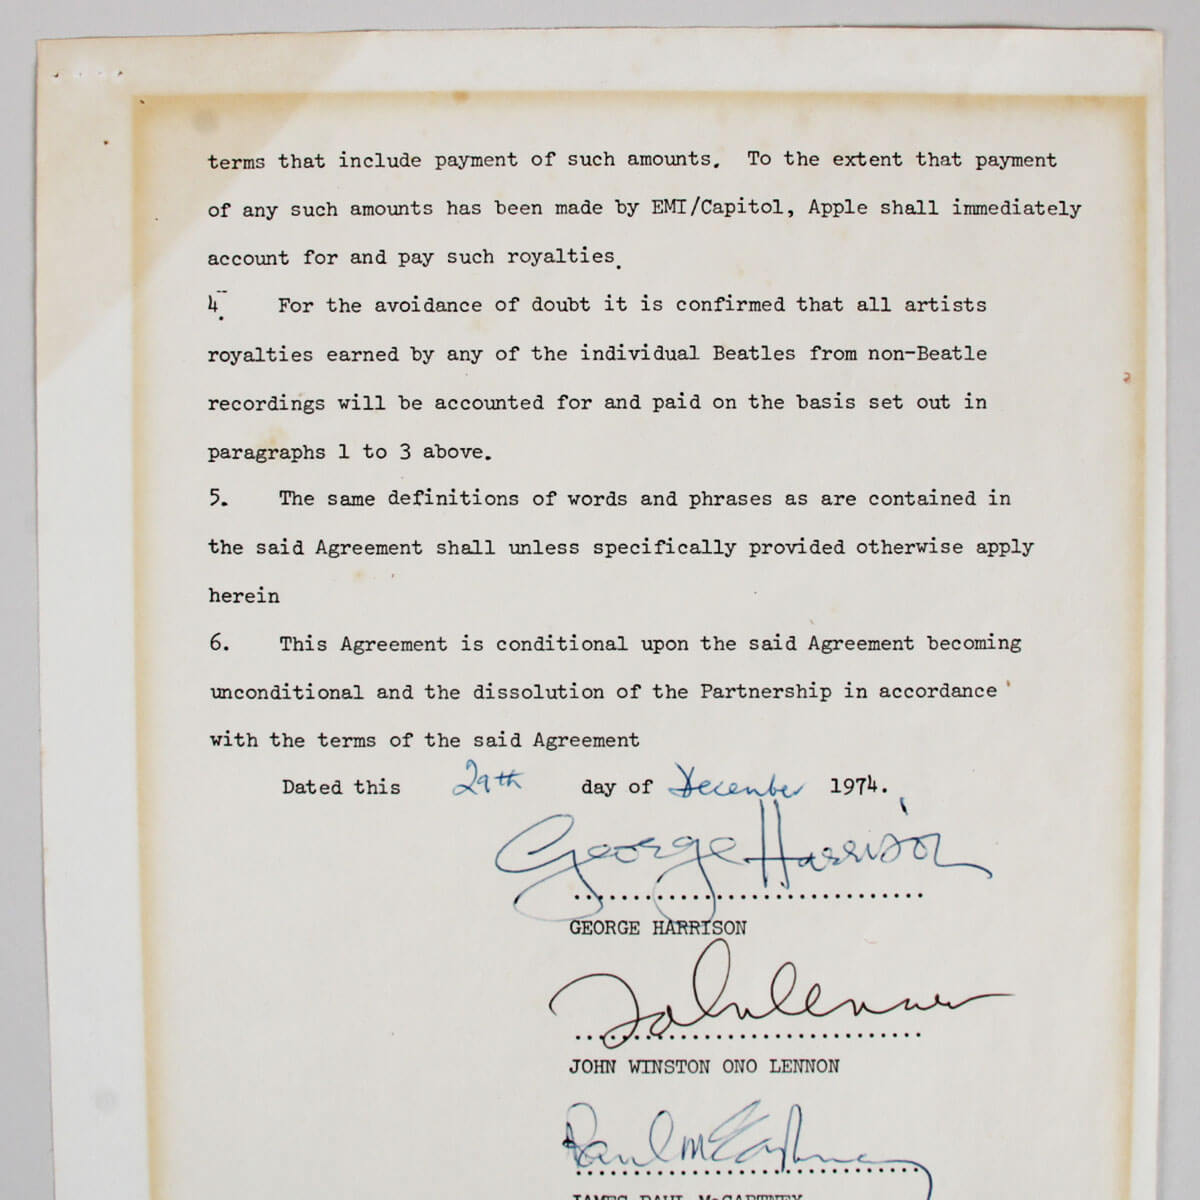 terms that include payment of such amounts. To the extent that payment
of any such amounts has been made by EMI/Capitol, Apple shall immediately
account for and pay such royalties.
4. For the avoidance of doubt it is confirmed that all artists
royalties earned by any of the individual Beatles from non-Beatle
recordings will be accounted for and paid on the basis set out in
paragraphs 1 to 3 above.
5. The same definitions of words and phrases as are contained in
the said Agreement shall unless specifically provided otherwise apply
herein
6. This Agreement is conditional upon the said Agreement becoming
unconditional and the dissolution of the Partnership in accordance
with the terms of the said Agreement
Dated this 29th day of December 1974.
George Harrison
GEORGE HARRISON
John Lennon
JOHN WINSTON ONO LENNON
Paul McCartney
JAMES PAUL McCARTNEY